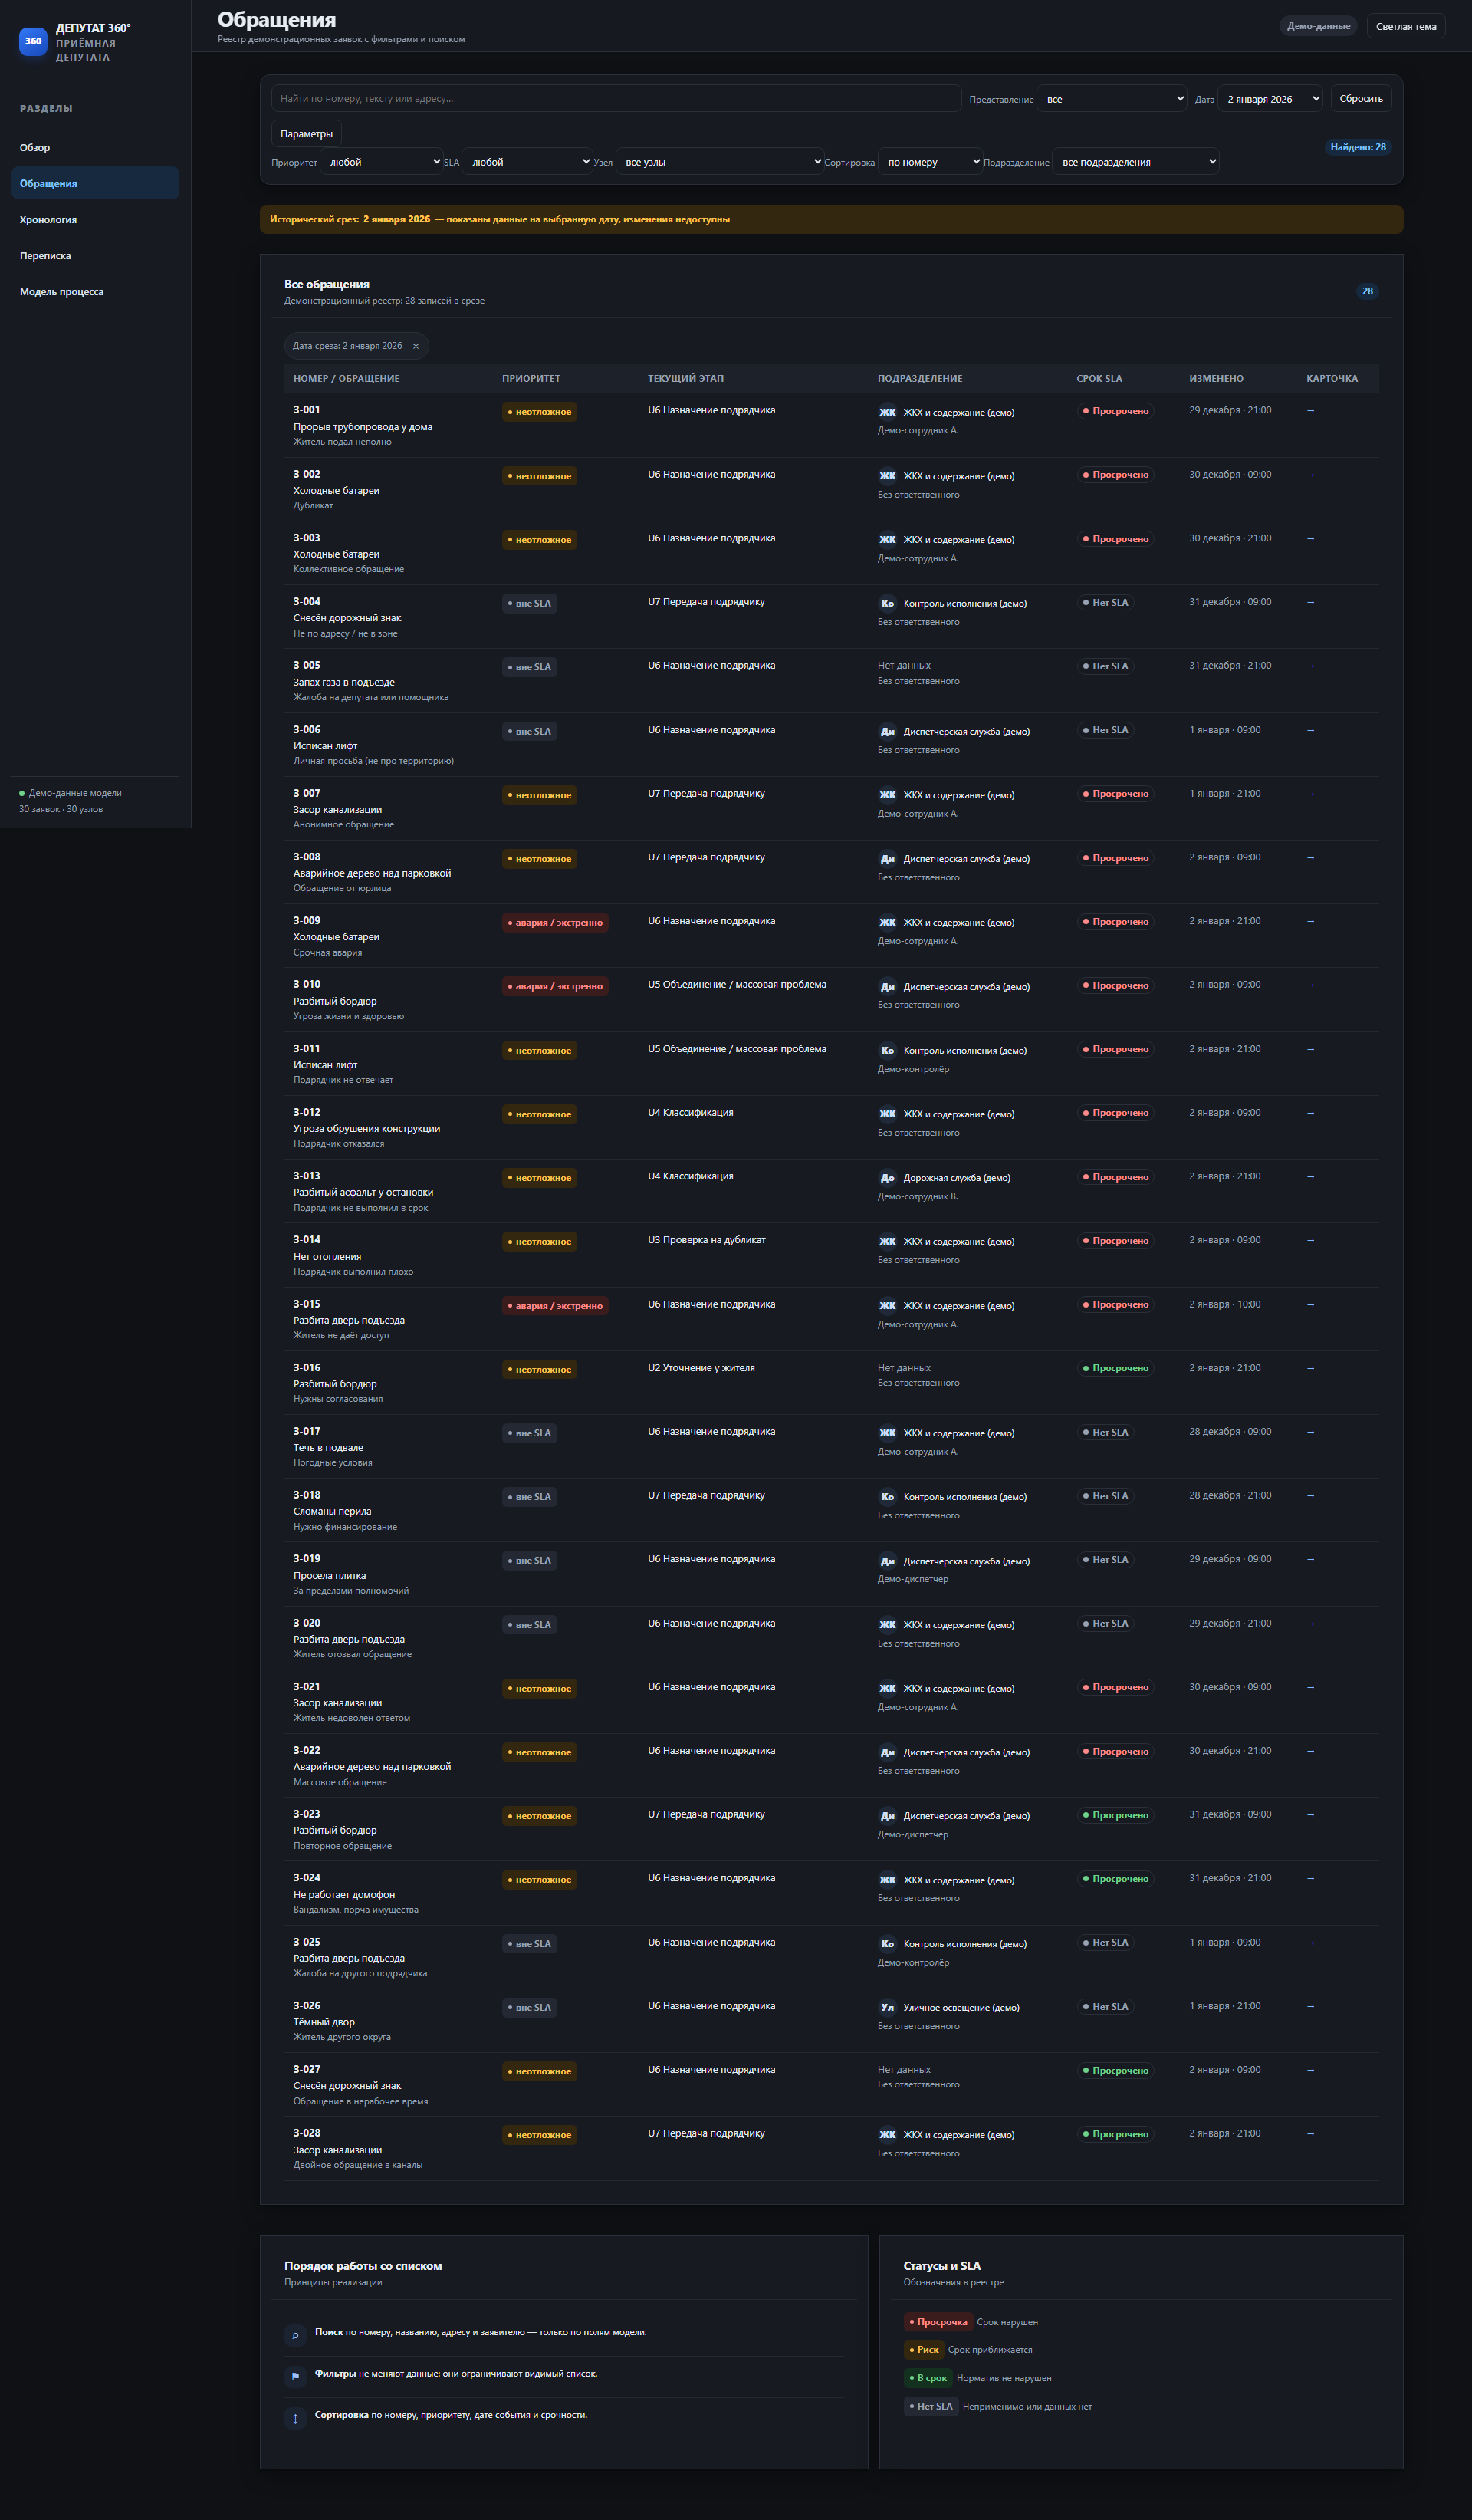 360
ДЕПУТАТ 360°
ПРИЁМНАЯ
ДЕПУТАТА
РАЗДЕЛЫ
Обзор
Обращения
Хронология
Переписка
Модель процесса
Демо-данные модели
30 заявок · 30 узлов
Обращения
Реестр демонстрационных заявок с фильтрами и поиском
Демо-данные
Светлая тема
Найти по номеру, тексту или адресу...
Представление все Дата 2 января 2026 Сбросить
Параметры
Приоритет любой SLA любой Узел все узлы Сортировка по номеру Подразделение все подразделения
Найдено: 28
Исторический срез: 2 января 2026 — показаны данные на выбранную дату, изменения недоступны
Все обращения
Демонстрационный реестр: 28 записей в срезе
28
Дата среза: 2 января 2026 ×
НОМЕР / ОБРАЩЕНИЕ ПРИОРИТЕТ ТЕКУЩИЙ ЭТАП ПОДРАЗДЕЛЕНИЕ СРОК SLA ИЗМЕНЕНО КАРТОЧКА
З-001 неотложное U6 Назначение подрядчика ЖК ЖКХ и содержание (демо) Просрочено 29 декабря · 21:00 →
Прорыв трубопровода у дома Демо-сотрудник А.
Житель подал неполно
З-002 неотложное U6 Назначение подрядчика ЖК ЖКХ и содержание (демо) Просрочено 30 декабря · 09:00 →
Холодные батареи Без ответственного
Дубликат
З-003 неотложное U6 Назначение подрядчика ЖК ЖКХ и содержание (демо) Просрочено 30 декабря · 21:00 →
Холодные батареи Демо-сотрудник А.
Коллективное обращение
З-004 вне SLA U7 Передача подрядчику Ко Контроль исполнения (демо) Нет SLA 31 декабря · 09:00 →
Снесён дорожный знак Без ответственного
Не по адресу / не в зоне
З-005 вне SLA U6 Назначение подрядчика Нет данных Нет SLA 31 декабря · 21:00 →
Запах газа в подъезде Без ответственного
Жалоба на депутата или помощника
З-006 вне SLA U6 Назначение подрядчика Ди Диспетчерская служба (демо) Нет SLA 1 января · 09:00 →
Исписан лифт Без ответственного
Личная просьба (не про территорию)
З-007 неотложное U7 Передача подрядчику ЖК ЖКХ и содержание (демо) Просрочено 1 января · 21:00 →
Засор канализации Демо-сотрудник А.
Анонимное обращение
З-008 неотложное U7 Передача подрядчику Ди Диспетчерская служба (демо) Просрочено 2 января · 09:00 →
Аварийное дерево над парковкой Без ответственного
Обращение от юрлица
З-009 авария / экстренно U6 Назначение подрядчика ЖК ЖКХ и содержание (демо) Просрочено 2 января · 21:00 →
Холодные батареи Демо-сотрудник А.
Срочная авария
З-010 авария / экстренно U5 Объединение / массовая проблема Ди Диспетчерская служба (демо) Просрочено 2 января · 09:00 →
Разбитый бордюр Без ответственного
Угроза жизни и здоровью
З-011 неотложное U5 Объединение / массовая проблема Ко Контроль исполнения (демо) Просрочено 2 января · 21:00 →
Исписан лифт Демо-контролёр
Подрядчик не отвечает
З-012 неотложное U4 Классификация ЖК ЖКХ и содержание (демо) Просрочено 2 января · 09:00 →
Угроза обрушения конструкции Без ответственного
Подрядчик отказался
З-013 неотложное U4 Классификация До Дорожная служба (демо) Просрочено 2 января · 21:00 →
Разбитый асфальт у остановки Демо-сотрудник В.
Подрядчик не выполнил в срок
З-014 неотложное U3 Проверка на дубликат ЖК ЖКХ и содержание (демо) Просрочено 2 января · 09:00 →
Нет отопления Без ответственного
Подрядчик выполнил плохо
З-015 авария / экстренно U6 Назначение подрядчика ЖК ЖКХ и содержание (демо) Просрочено 2 января · 10:00 →
Разбита дверь подъезда Демо-сотрудник А.
Житель не даёт доступ
З-016 неотложное U2 Уточнение у жителя Нет данных Просрочено 2 января · 21:00 →
Разбитый бордюр Без ответственного
Нужны согласования
З-017 вне SLA U6 Назначение подрядчика ЖК ЖКХ и содержание (демо) Нет SLA 28 декабря · 09:00 →
Течь в подвале Демо-сотрудник А.
Погодные условия
З-018 вне SLA U7 Передача подрядчику Ко Контроль исполнения (демо) Нет SLA 28 декабря · 21:00 →
Сломаны перила Без ответственного
Нужно финансирование
З-019 вне SLA U6 Назначение подрядчика Ди Диспетчерская служба (демо) Нет SLA 29 декабря · 09:00 →
Просела плитка Демо-диспетчер
За пределами полномочий
З-020 вне SLA U6 Назначение подрядчика ЖК ЖКХ и содержание (демо) Нет SLA 29 декабря · 21:00 →
Разбита дверь подъезда Без ответственного
Житель отозвал обращение
З-021 неотложное U6 Назначение подрядчика ЖК ЖКХ и содержание (демо) Просрочено 30 декабря · 09:00 →
Засор канализации Демо-сотрудник А.
Житель недоволен ответом
З-022 неотложное U6 Назначение подрядчика Ди Диспетчерская служба (демо) Просрочено 30 декабря · 21:00 →
Аварийное дерево над парковкой Без ответственного
Массовое обращение
З-023 неотложное U7 Передача подрядчику Ди Диспетчерская служба (демо) Просрочено 31 декабря · 09:00 →
Разбитый бордюр Демо-диспетчер
Повторное обращение
З-024 неотложное U6 Назначение подрядчика ЖК ЖКХ и содержание (демо) Просрочено 31 декабря · 21:00 →
Не работает домофон Без ответственного
Вандализм, порча имущества
З-025 вне SLA U6 Назначение подрядчика Ко Контроль исполнения (демо) Нет SLA 1 января · 09:00 →
Разбита дверь подъезда Демо-контролёр
Жалоба на другого подрядчика
З-026 вне SLA U6 Назначение подрядчика Ул Уличное освещение (демо) Нет SLA 1 января · 21:00 →
Тёмный двор Без ответственного
Житель другого округа
З-027 неотложное U6 Назначение подрядчика Нет данных Просрочено 2 января · 09:00 →
Снесён дорожный знак Без ответственного
Обращение в нерабочее время
З-028 неотложное U7 Передача подрядчику ЖК ЖКХ и содержание (демо) Просрочено 2 января · 21:00 →
Засор канализации Без ответственного
Двойное обращение в каналы
Порядок работы со списком
Принципы реализации
Поиск по номеру, названию, адресу и заявителю — только по полям модели.
Фильтры не меняют данные: они ограничивают видимый список.
Сортировка по номеру, приоритету, дате события и срочности.
Статусы и SLA
Обозначения в реестре
Просрочка Срок нарушен
Риск Срок приближается
В срок Норматив не нарушен
Нет SLA Неприменимо или данных нет